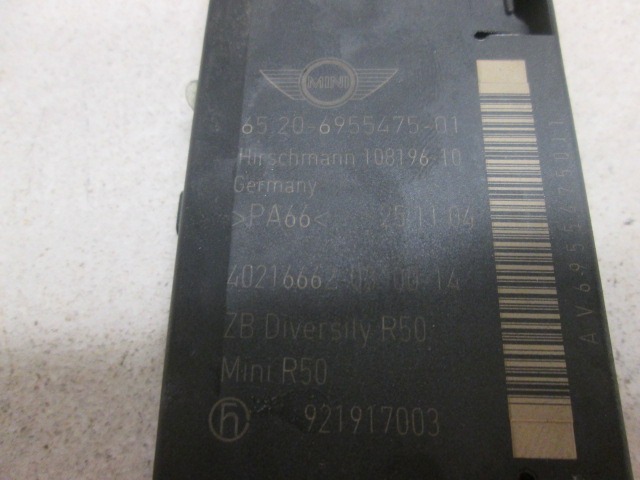 MINI
65.20-6955475-01
Hirschmann 108196-10
Germany
>PA66< 25.11.04
ZB Diversity R50
Mini R50
h 921917003